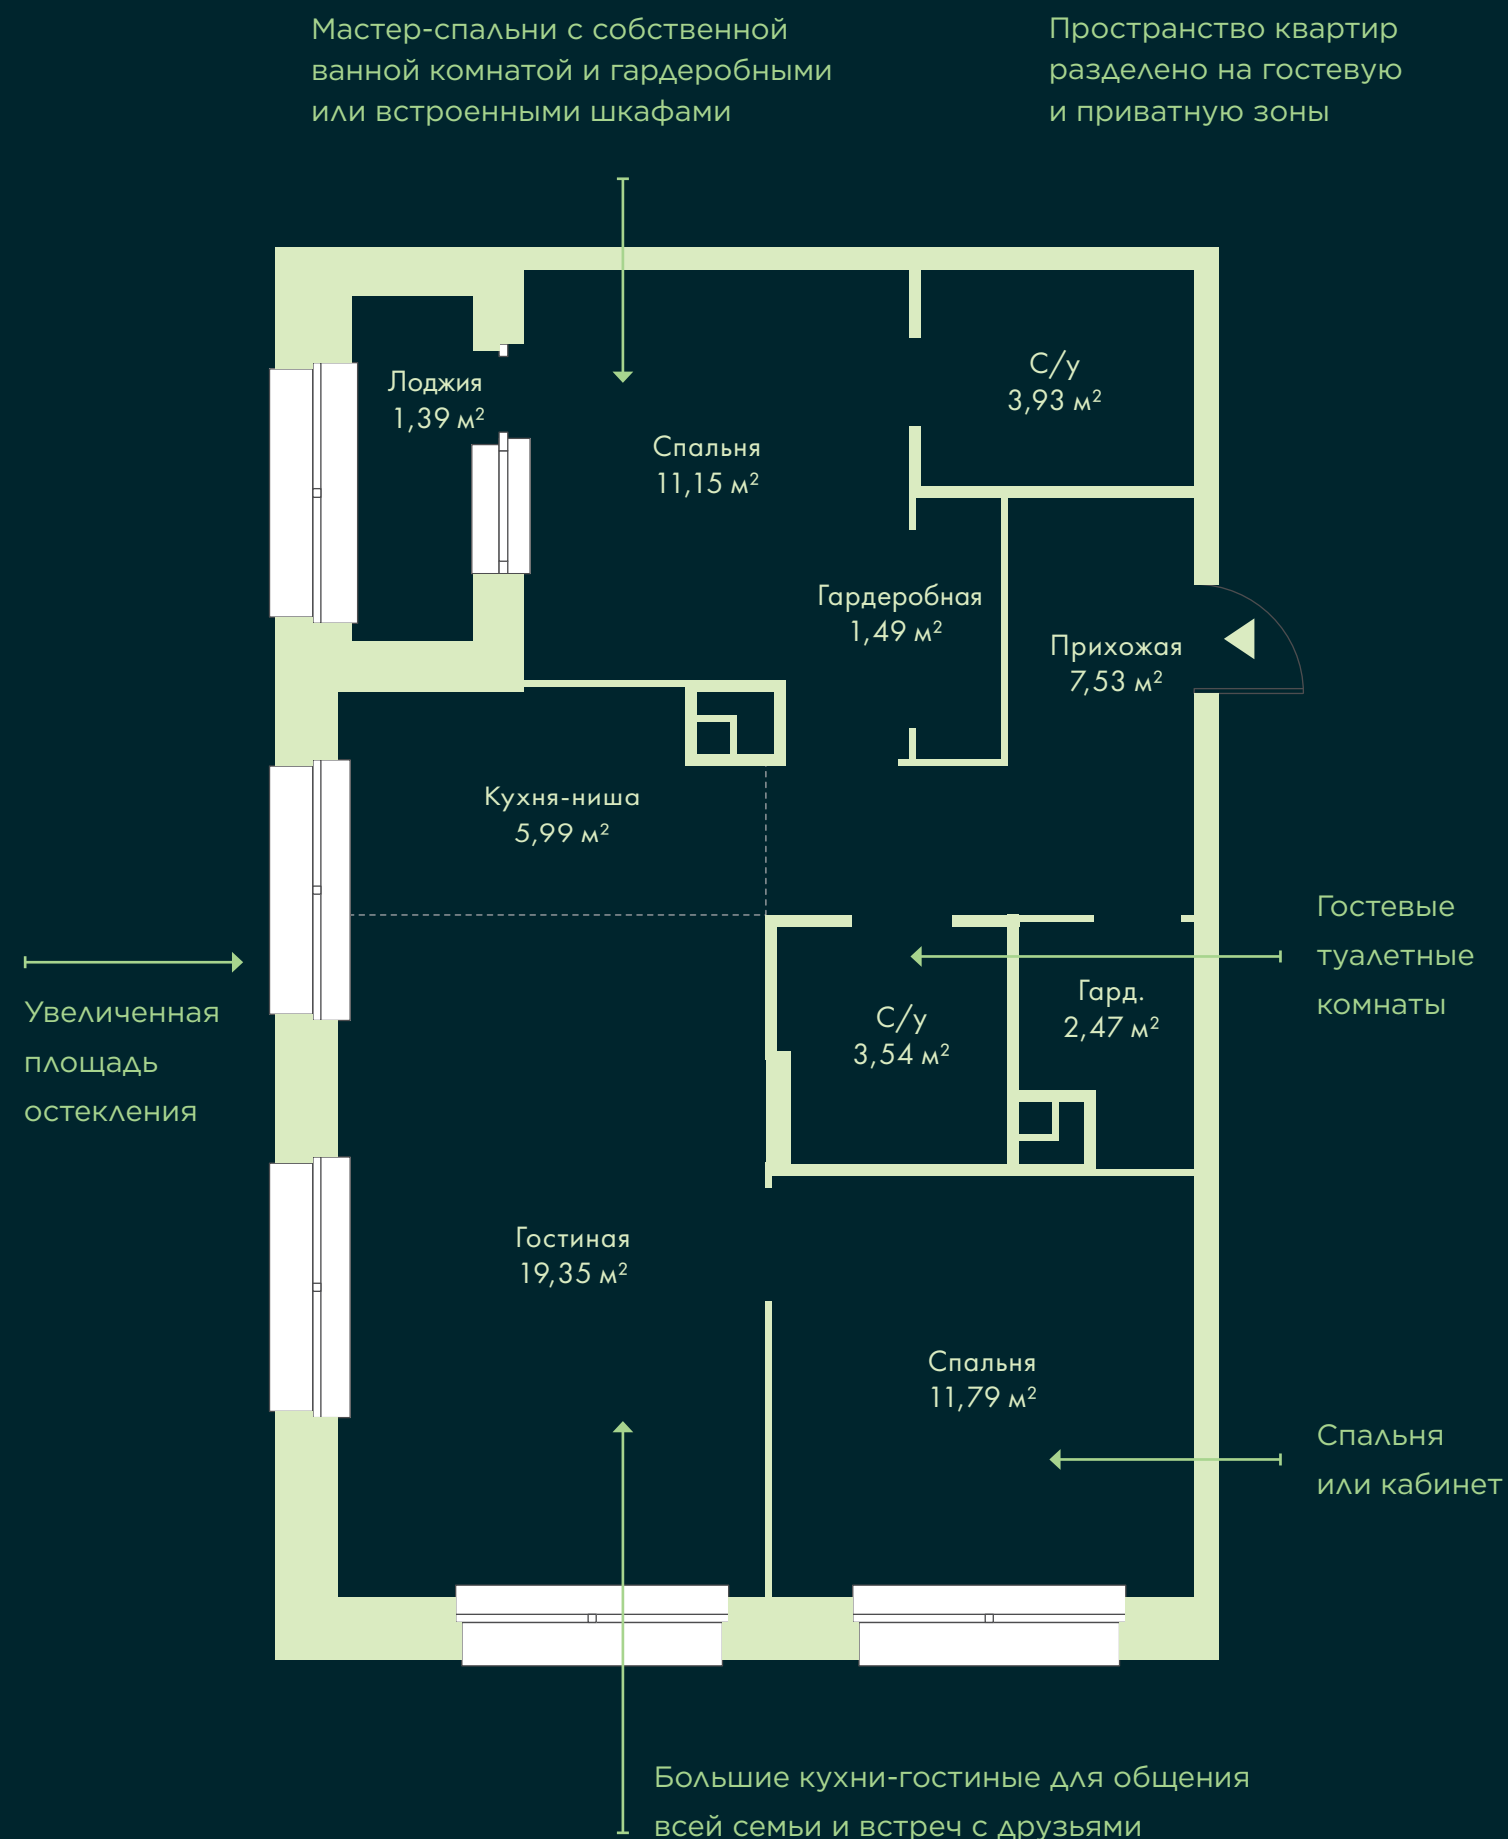 Мастер-спальни с собственной
ванной комнатой и гардеробными
или встроенными шкафами
Пространство квартир
разделено на гостевую
и приватную зоны
Лоджия
1,39 м²
Спальня
11,15 м²
С/у
3,93 м²
Гардеробная
1,49 м²
Прихожая
7,53 м²
Кухня-ниша
5,99 м²
Увеличенная
площадь
остекления
Гостевые
туалетные
комнаты
С/у
3,54 м²
Гард.
2,47 м²
Гостиная
19,35 м²
Спальня
11,79 м²
Спальня
или кабинет
Большие кухни-гостиные для общения
всей семьи и встреч с друзьями